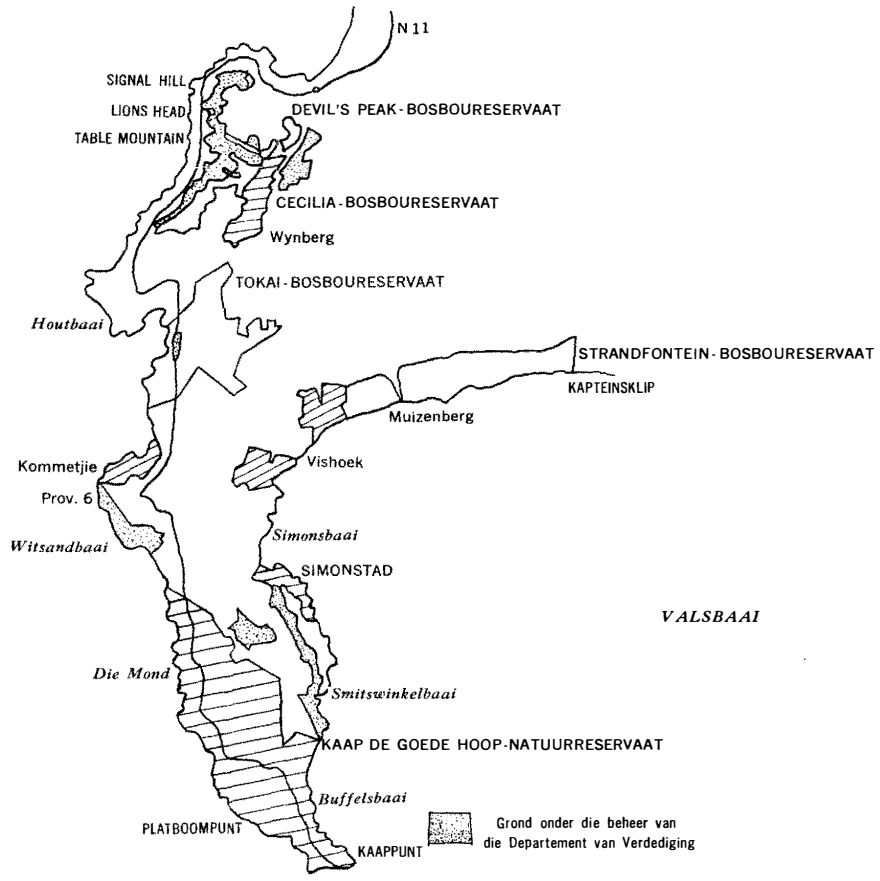 N 11
SIGNAL HILL
LIONS HEAD
DEVIL'S PEAK-BOSBOURESERVAAT
TABLE MOUNTAIN
CECILIA-BOSBOURESERVAAT
Wynberg
TOKAI-BOSBOURESERVAAT
Houtbaai
STRANDFONTEIN-BOSBOURESERVAAT
KAPTEINSKLIP
Muizenberg
Kommetjie
Vishoek
Prov. 6
Witsandbaai
Simonsbaai
SIMONSTAD
VALSBAAI
Die Mond
Smitswinkelbaai
KAAP DE GOEDE HOOP-NATUURRESERVAAT
Buffelsbaai
PLATBOOMPUNT
KAAPPUNT
Grond onder die beheer van
die Departement van Verdediging